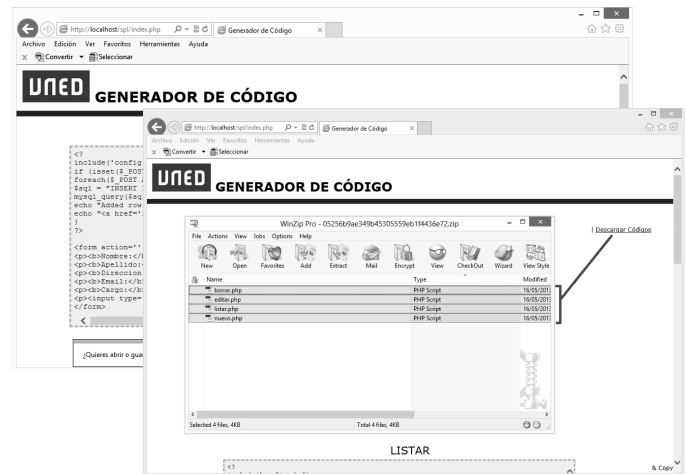 http://localhost/spl/index.php
Generador de Código
Archivo Edición Ver Favoritos Herramientas Ayuda
Convertir Seleccionar
UNED GENERADOR DE CÓDIGO
<?
include('config
if (isset($_POST
foreach($_POST
$sql = "INSERT
mysql_query($sq
echo "Added row
echo "<a href='
}
?>
<form action=''
<p><b>Nombre:</
<p><b>Apellido:
<p><b>Direccion
<p><b>Email:</b
<p><b>Cargo:</b
<p><input type=
</form>
¿Quieres abrir o gua
http://localhost/spl/index.php
Generador de Código
Archivo Edición Ver Favoritos Herramientas Ayuda
Convertir Seleccionar
UNED GENERADOR DE CÓDIGO
| Descargar Códigos
WinZip Pro - 05256b9ae349b45305559eb1f4436e72.zip
File Actions View Jobs Options Help
New Open Favorites Add Extract Mail Encrypt View CheckOut Wizard View Style
Name Type Modified
borrar.php PHP Script 16/05/2013
editar.php PHP Script 16/05/2013
listar.php PHP Script 16/05/2013
nuevo.php PHP Script 16/05/2013
Selected 4 files, 4KB Total 4 files, 4KB
LISTAR
<?
& Copy